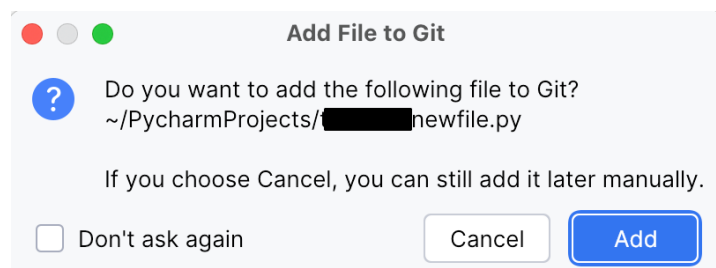 Add File to Git
?
Do you want to add the following file to Git?
~/PycharmProjects/ newfile.py
If you choose Cancel, you can still add it later manually.
Don't ask again
Cancel
Add